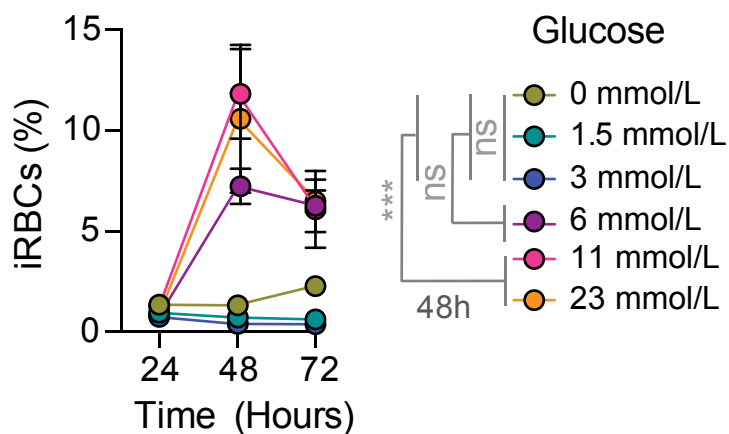 15
10
5
0
iRBCs (%)
24 48 72
Time (Hours)
Glucose
0 mmol/L
1.5 mmol/L
3 mmol/L
6 mmol/L
11 mmol/L
23 mmol/L
***
ns
ns
48h